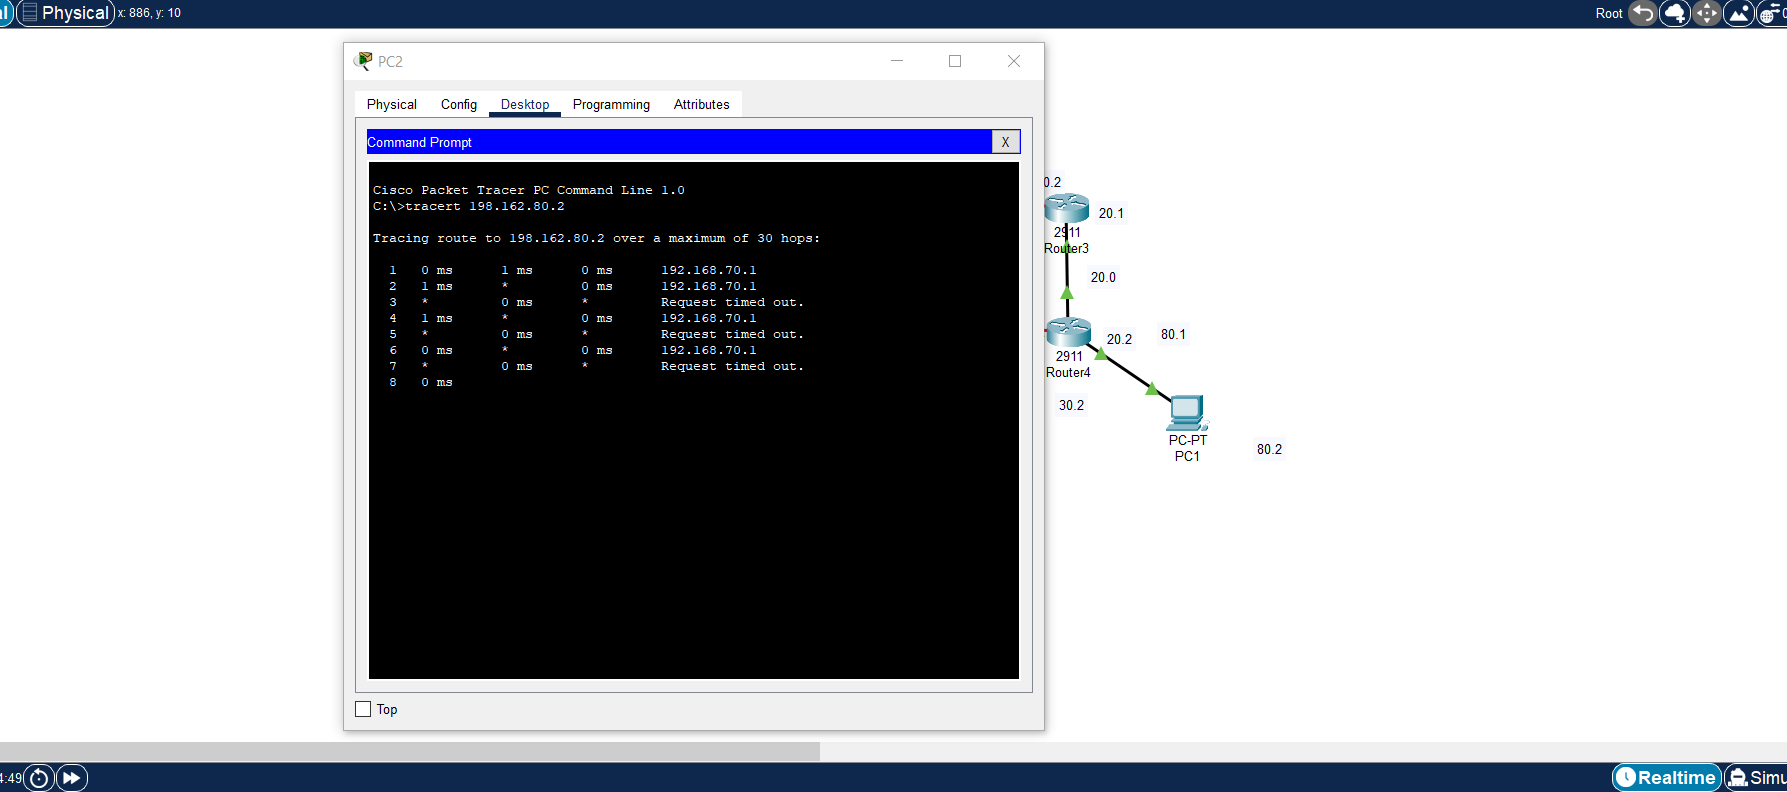 Physical x: 886, y: 10
Root
PC2
Physical Config Desktop Programming Attributes
Command Prompt X
Cisco Packet Tracer PC Command Line 1.0
C:\>tracert 198.162.80.2
Tracing route to 198.162.80.2 over a maximum of 30 hops:
1 0 ms 1 ms 0 ms 192.168.70.1
2 1 ms * 0 ms 192.168.70.1
3 * 0 ms * Request timed out.
4 1 ms * 0 ms 192.168.70.1
5 * 0 ms * Request timed out.
6 0 ms * 0 ms 192.168.70.1
7 * 0 ms * Request timed out.
8 0 ms
Top
0.2
20.1
2911
Router3
20.0
20.2
80.1
2911
Router4
30.2
PC-PT
PC1
80.2
:49
Realtime
Simu